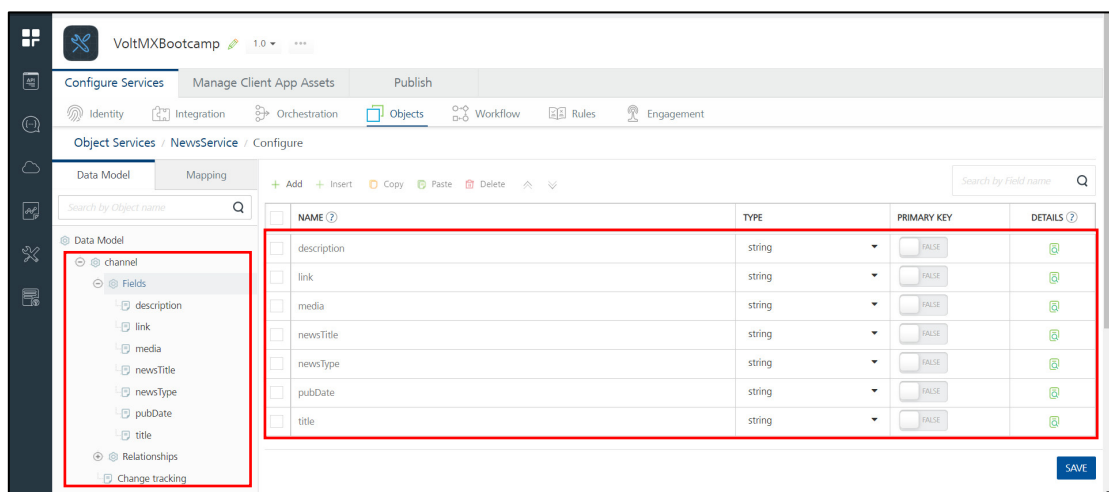 VoltMXBootcamp 1.0
Configure Services Manage Client App Assets Publish
Identity Integration Orchestration Objects Workflow Rules Engagement
Object Services / NewsService / Configure
Data Model Mapping
+ Add + Insert Copy Paste Delete
Search by Field name
Search by Object name
NAME TYPE PRIMARY KEY DETAILS
Data Model
channel
Fields
description
link
media
newsTitle
newsType
pubDate
title
Relationships
Change tracking
description string FALSE
link string FALSE
media string FALSE
newsTitle string FALSE
newsType string FALSE
pubDate string FALSE
title string FALSE
SAVE